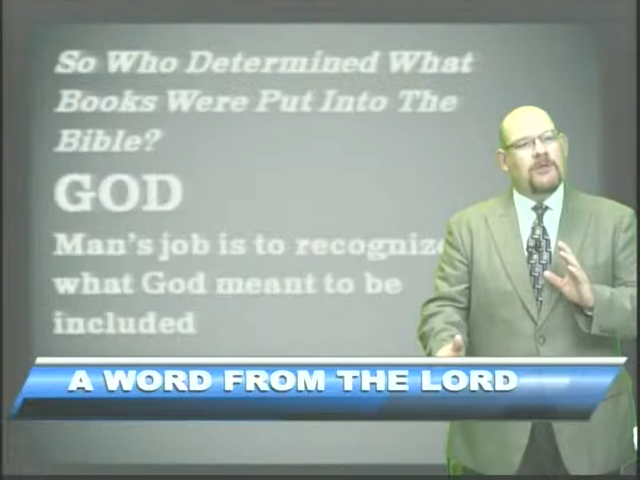 So Who Determined What
Books Were Put Into The
Bible?
GOD
Man's job is to recognize
what God meant to be
included
A WORD FROM THE LORD